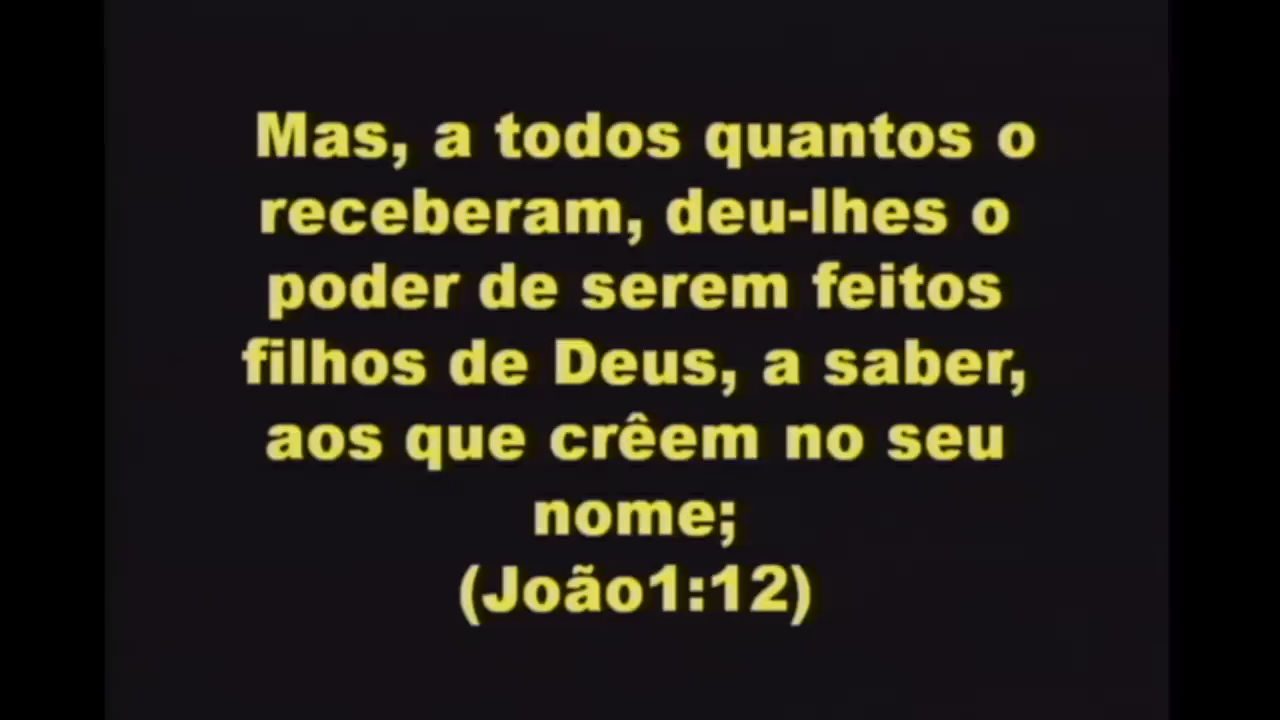 Mas, a todos quantos o
receberam, deu-lhes o
poder de serem feitos
filhos de Deus, a saber,
aos que crêem no seu
nome;
(João1:12)